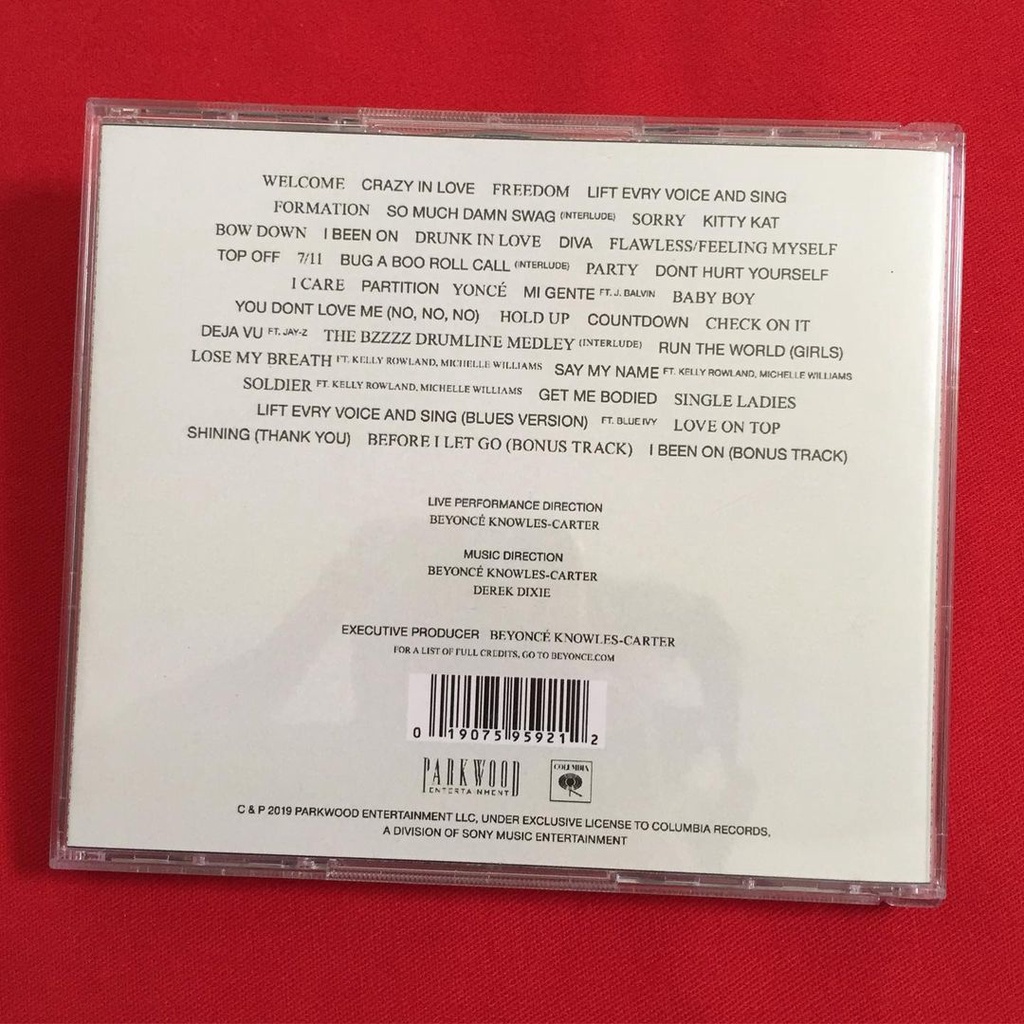 WELCOME CRAZY IN LOVE FREEDOM LIFT EVRY VOICE AND SING
FORMATION SO MUCH DAMN SWAG (INTERLUDE) SORRY KITTY KAT
BOW DOWN I BEEN ON DRUNK IN LOVE DIVA FLAWLESS/FEELING MYSELF
TOP OFF 7/11 BUG A BOO ROLL CALL (INTERLUDE) PARTY DONT HURT YOURSELF
I CARE PARTITION YONCÉ MI GENTE FT. J. BALVIN BABY BOY
YOU DONT LOVE ME (NO, NO, NO) HOLD UP COUNTDOWN CHECK ON IT
DEJA VU FT. JAY-Z THE BZZZZ DRUMLINE MEDLEY (INTERLUDE) RUN THE WORLD (GIRLS)
LOSE MY BREATH FT. KELLY ROWLAND, MICHELLE WILLIAMS SAY MY NAME FT. KELLY ROWLAND, MICHELLE WILLIAMS
SOLDIER FT. KELLY ROWLAND, MICHELLE WILLIAMS GET ME BODIED SINGLE LADIES
LIFT EVRY VOICE AND SING (BLUES VERSION) FT. BLUE IVY LOVE ON TOP
SHINING (THANK YOU) BEFORE I LET GO (BONUS TRACK) I BEEN ON (BONUS TRACK)
LIVE PERFORMANCE DIRECTION
BEYONCÉ KNOWLES-CARTER
MUSIC DIRECTION
BEYONCÉ KNOWLES-CARTER
DEREK DIXIE
EXECUTIVE PRODUCER BEYONCÉ KNOWLES-CARTER
FOR A LIST OF FULL CREDITS, GO TO BEYONCE.COM
0 19075 95921 2
PARKWOOD
ENTERTAINMENT
COLUMBIA
C & P 2019 PARKWOOD ENTERTAINMENT LLC, UNDER EXCLUSIVE LICENSE TO COLUMBIA RECORDS,
A DIVISION OF SONY MUSIC ENTERTAINMENT